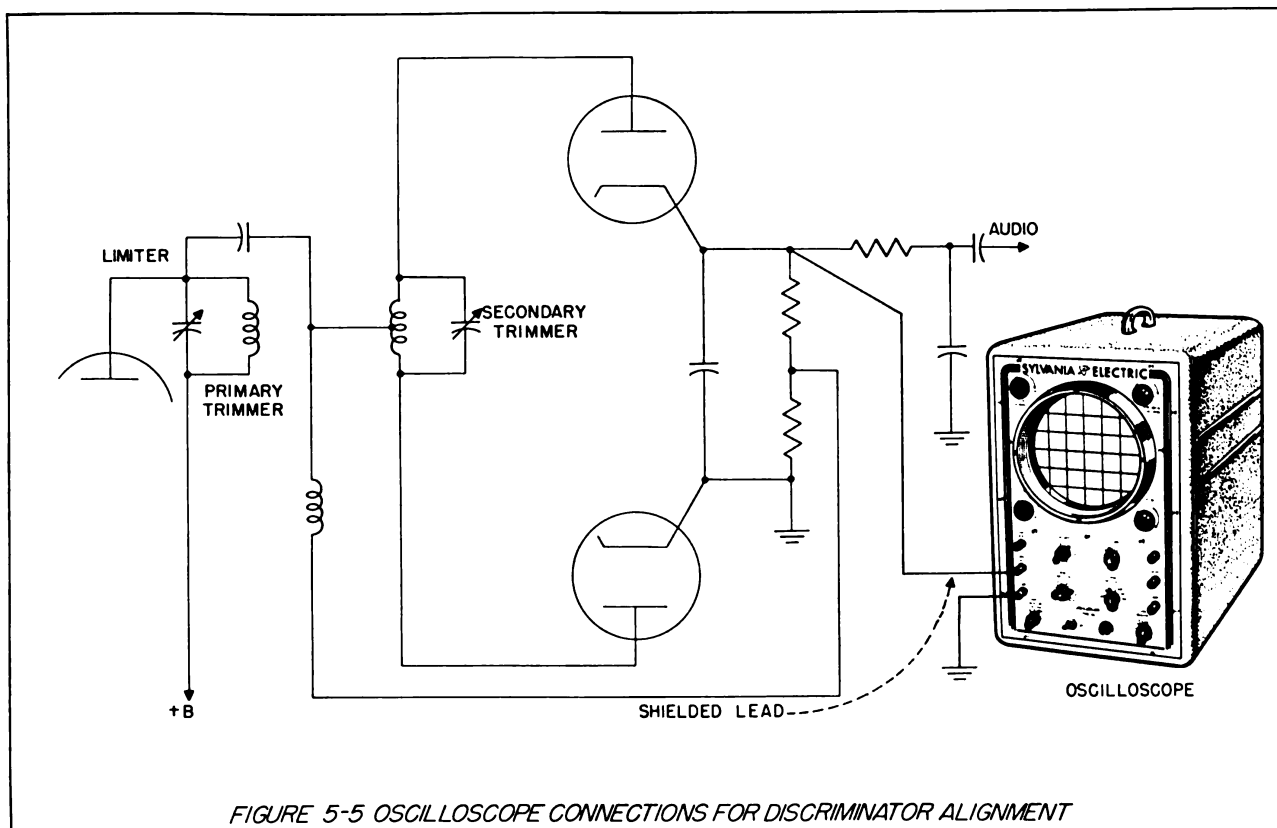 LIMITER
PRIMARY
TRIMMER
+B
SECONDARY
TRIMMER
AUDIO
SYLVANIA ELECTRIC
OSCILLOSCOPE
SHIELDED LEAD
FIGURE 5-5 OSCILLOSCOPE CONNECTIONS FOR DISCRIMINATOR ALIGNMENT